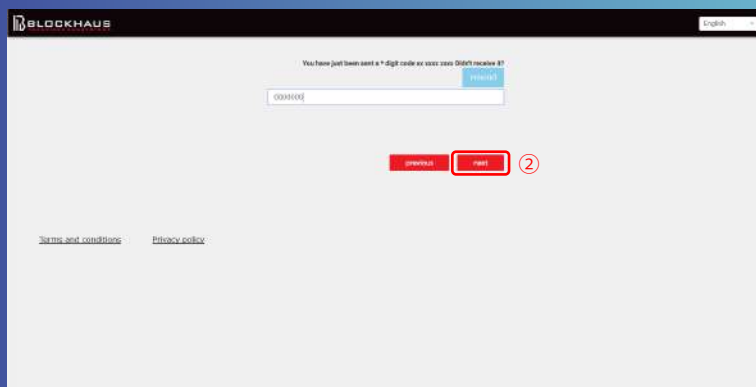 BLOCKHAUS
English
You have just been sent a * digit code xx xxxx xxxx Didn't receive it?
resend
previous
next
②
Terms and conditions
Privacy policy